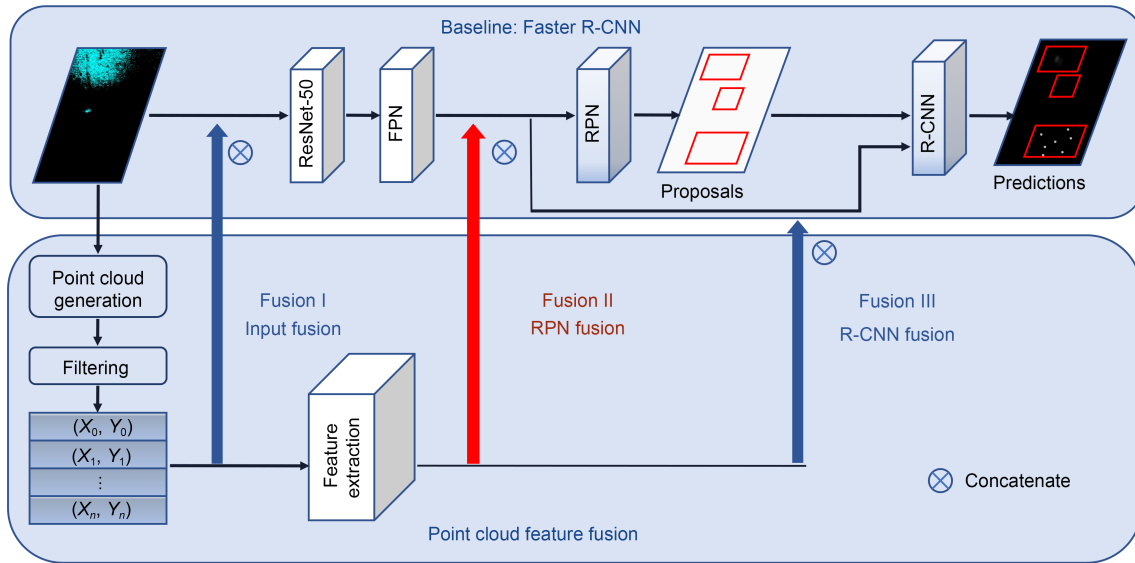 Baseline: Faster R-CNN
ResNet-50
FPN
RPN
Proposals
R-CNN
Predictions
Point cloud
generation
Filtering
(X₀, Y₀)
(X₁, Y₁)
⋮
(Xₙ, Yₙ)
Fusion I
Input fusion
Feature
extraction
Fusion II
RPN fusion
Fusion III
R-CNN fusion
Concatenate
Point cloud feature fusion